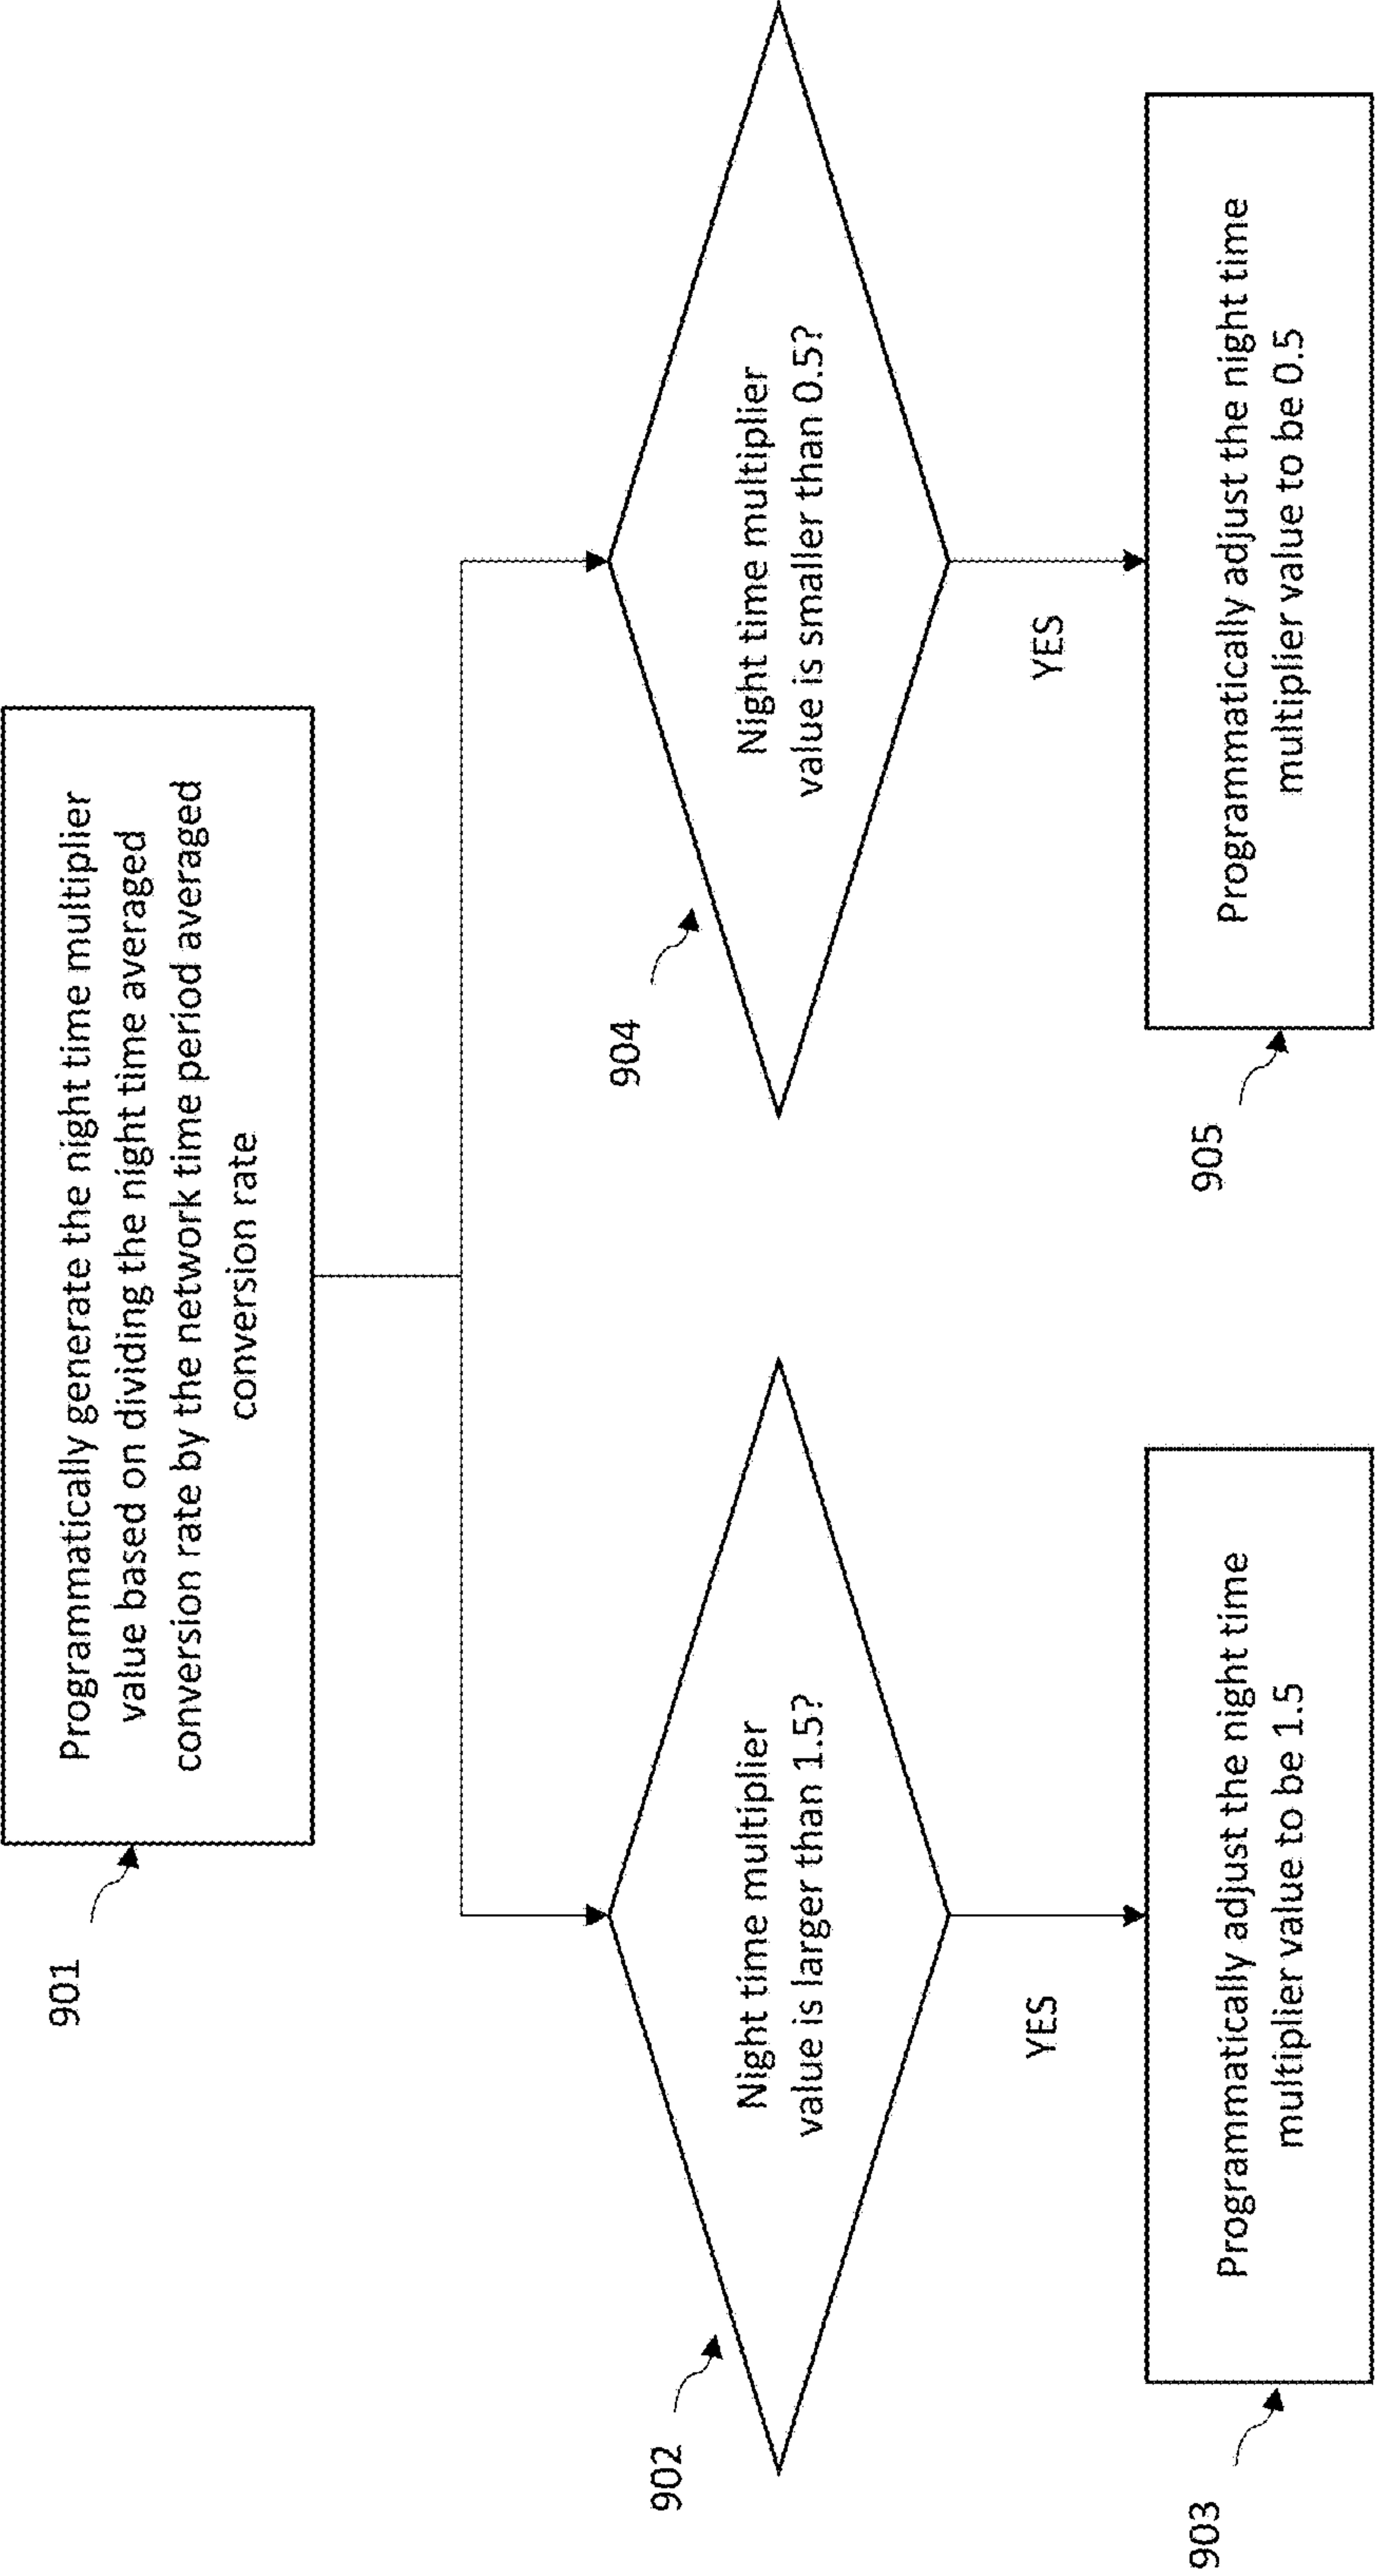 901
Programmatically generate the night time multiplier
value based on dividing the night time averaged
conversion rate by the network time period averaged
conversion rate
902
Night time multiplier
value is larger than 1.5?
904
Night time multiplier
value is smaller than 0.5?
YES
YES
903
Programmatically adjust the night time
multiplier value to be 1.5
905
Programmatically adjust the night time
multiplier value to be 0.5